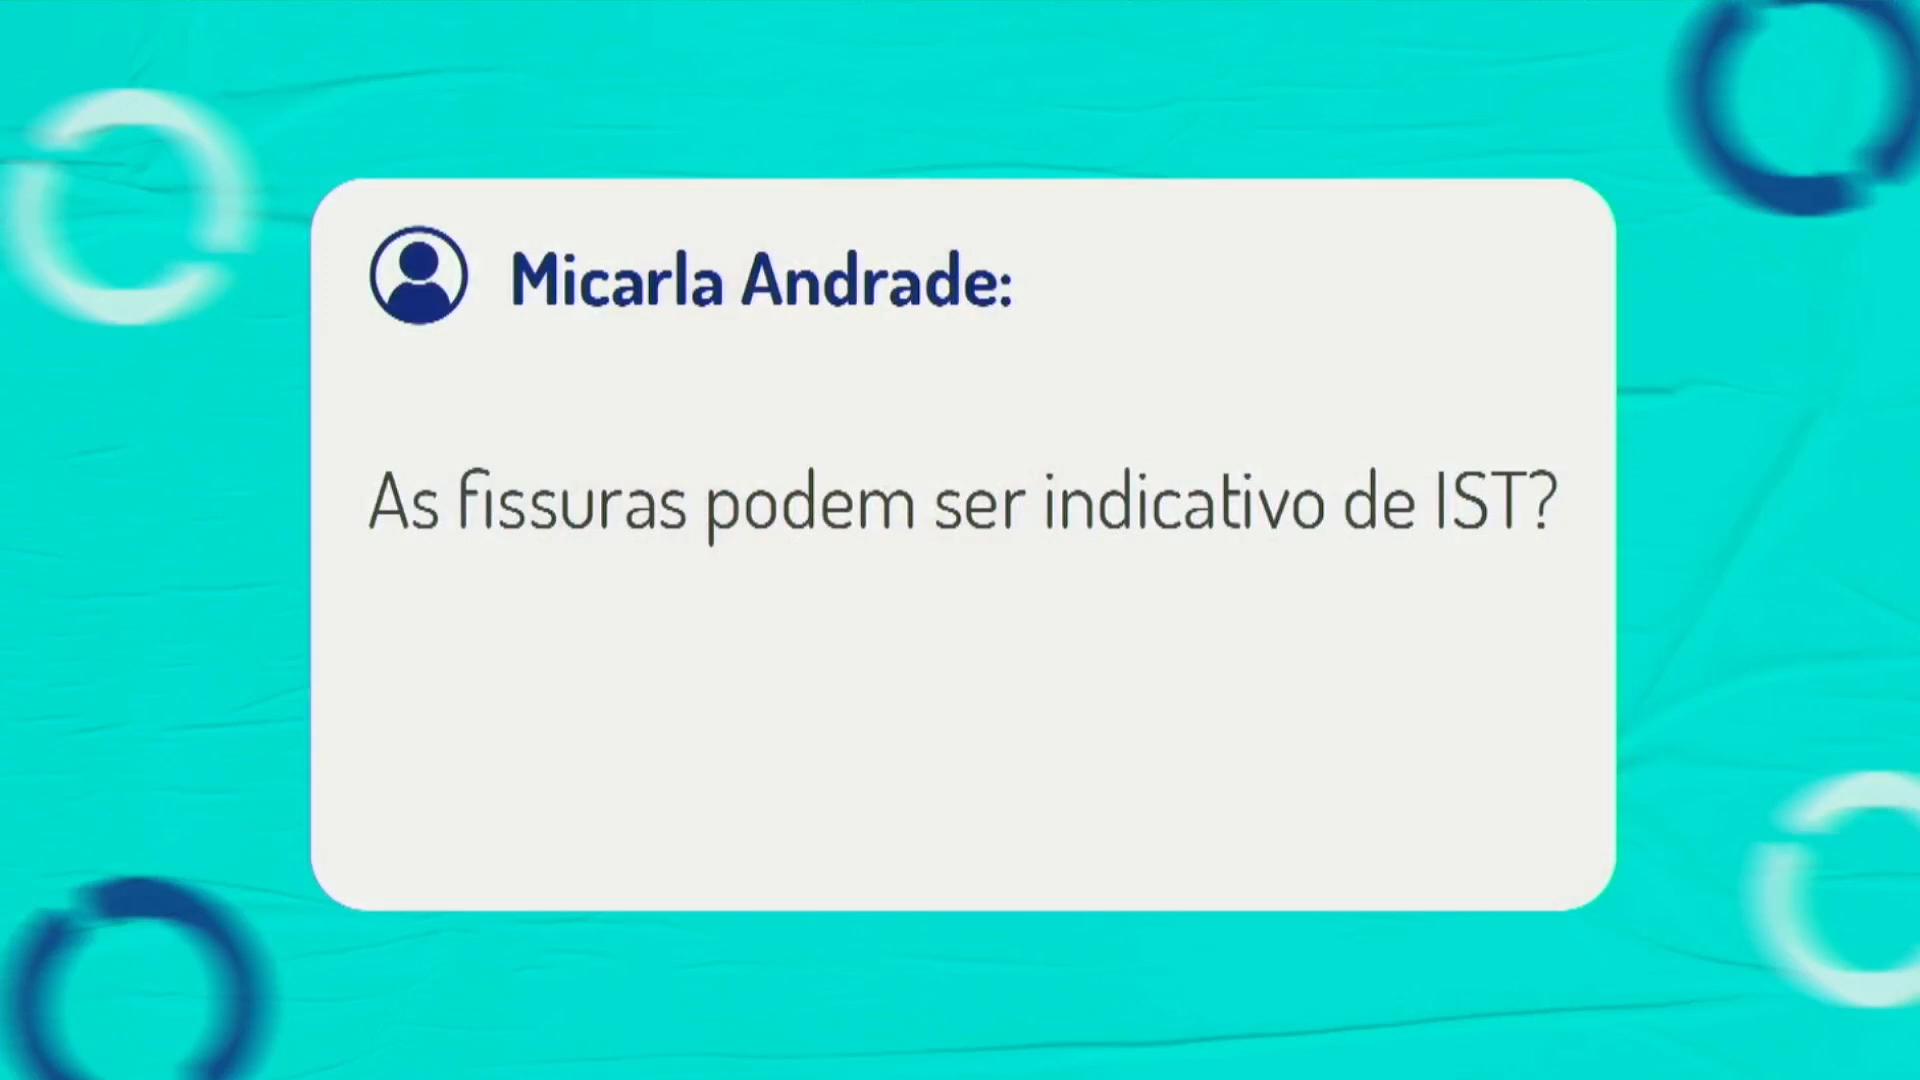 Micarla Andrade:
As fissuras podem ser indicativo de IST?